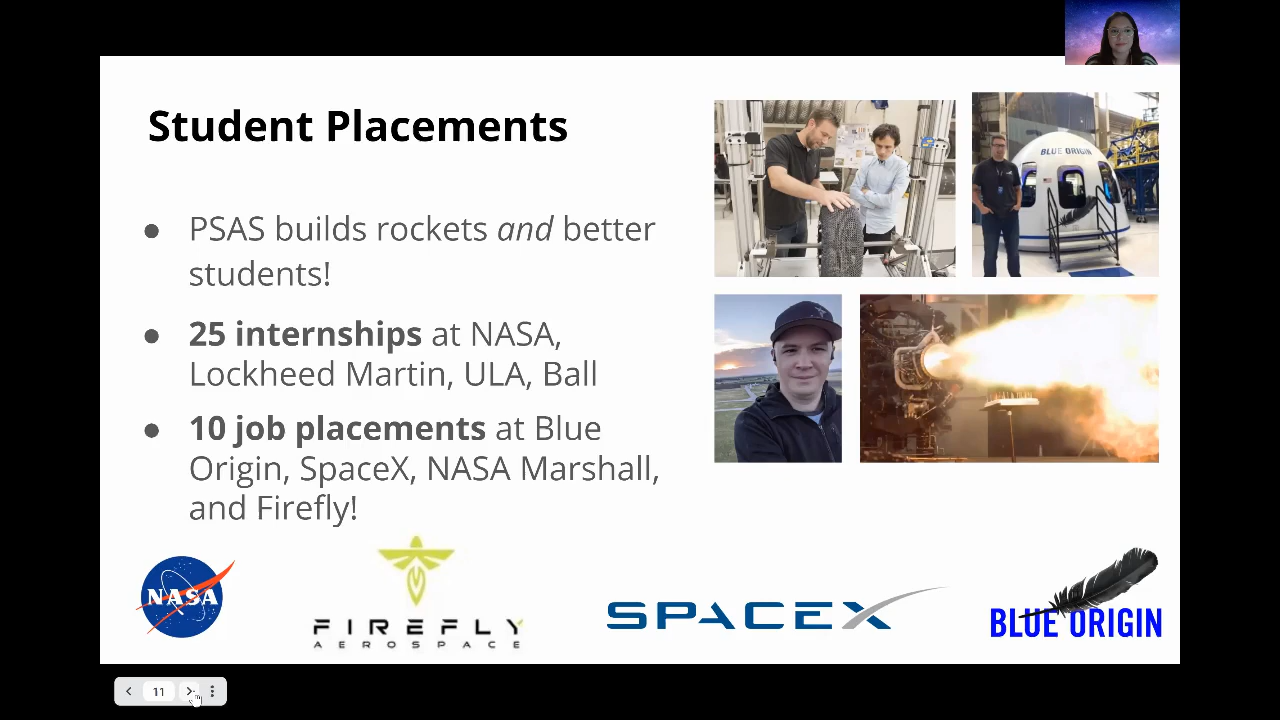 Student Placements
● PSAS builds rockets and better
students!
● 25 internships at NASA,
Lockheed Martin, ULA, Ball
● 10 job placements at Blue
Origin, SpaceX, NASA Marshall,
and Firefly!
BLUE ORIGIN
NASA
FIREFLY
AEROSPACE
SPACEX
BLUE ORIGIN
11